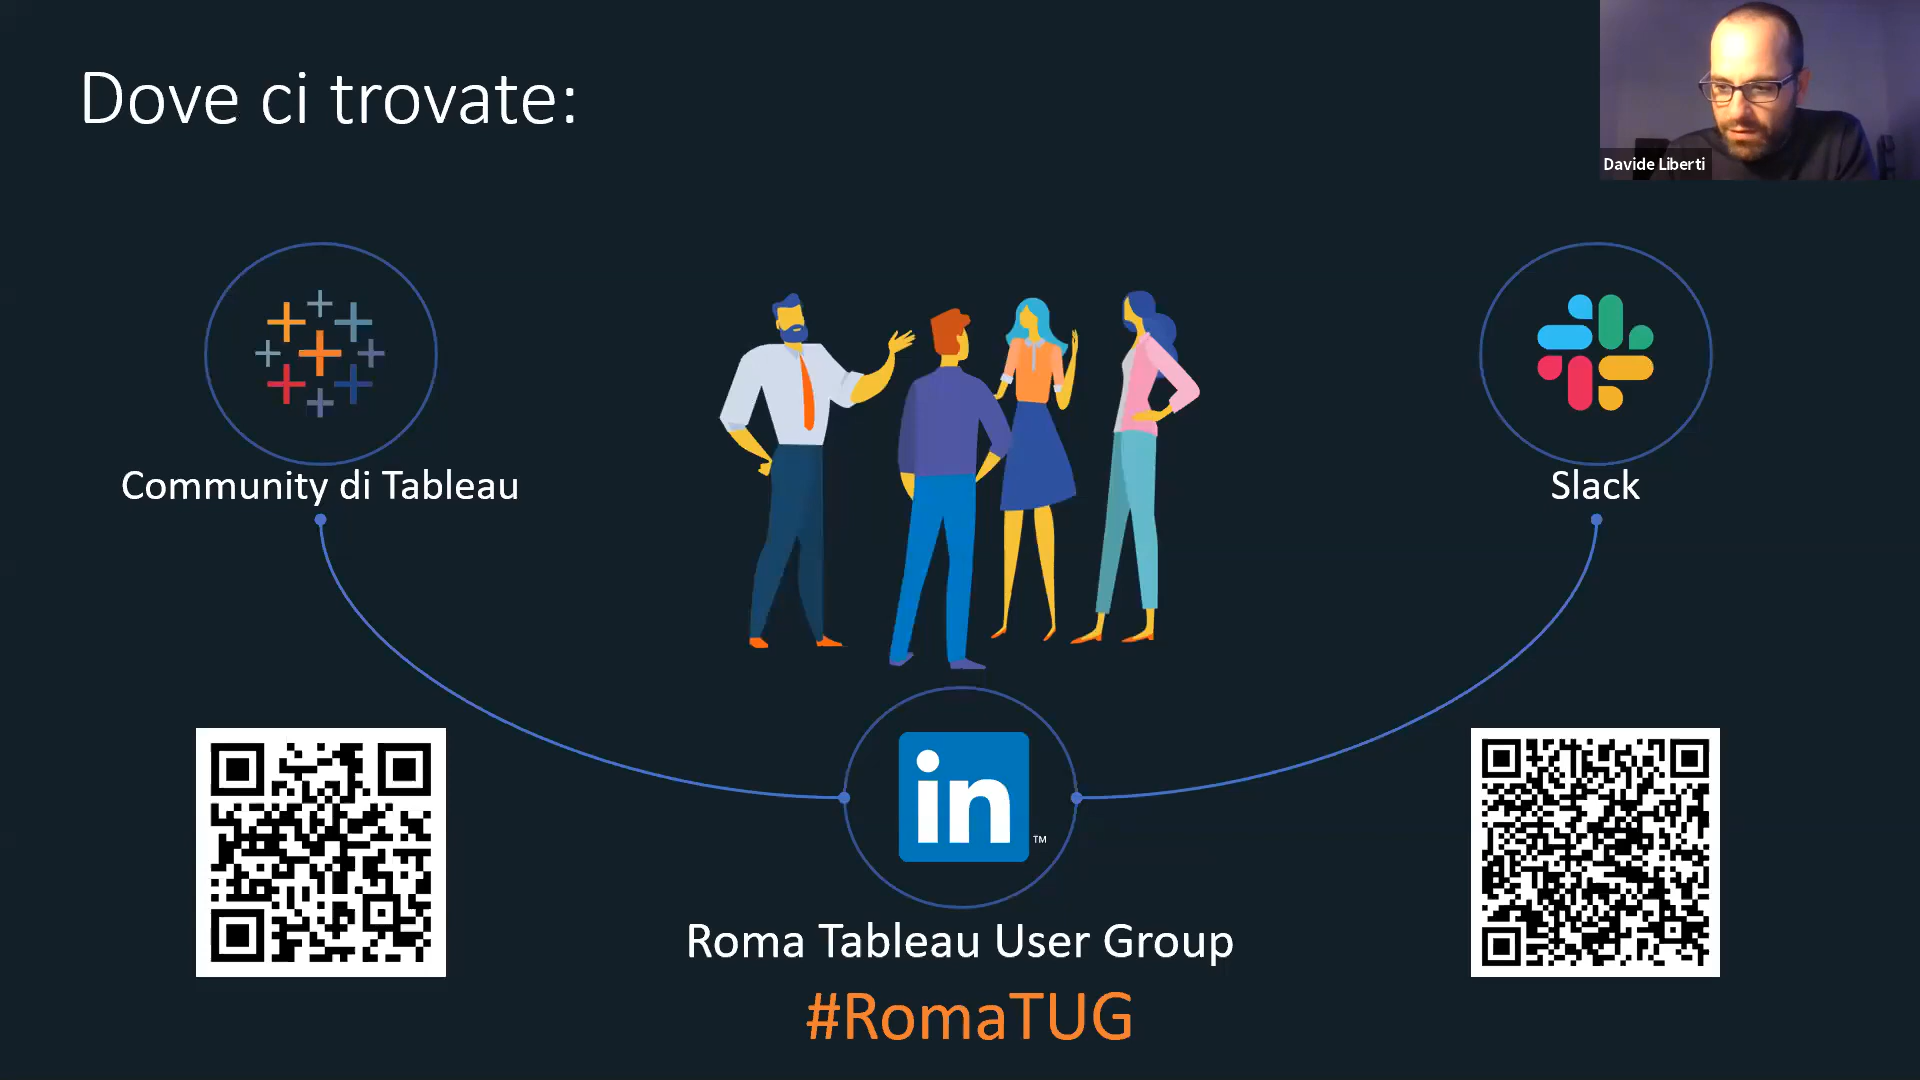 Dove ci trovate:
Davide Liberti
Community di Tableau
Slack
in
TM
Roma Tableau User Group
#RomaTUG